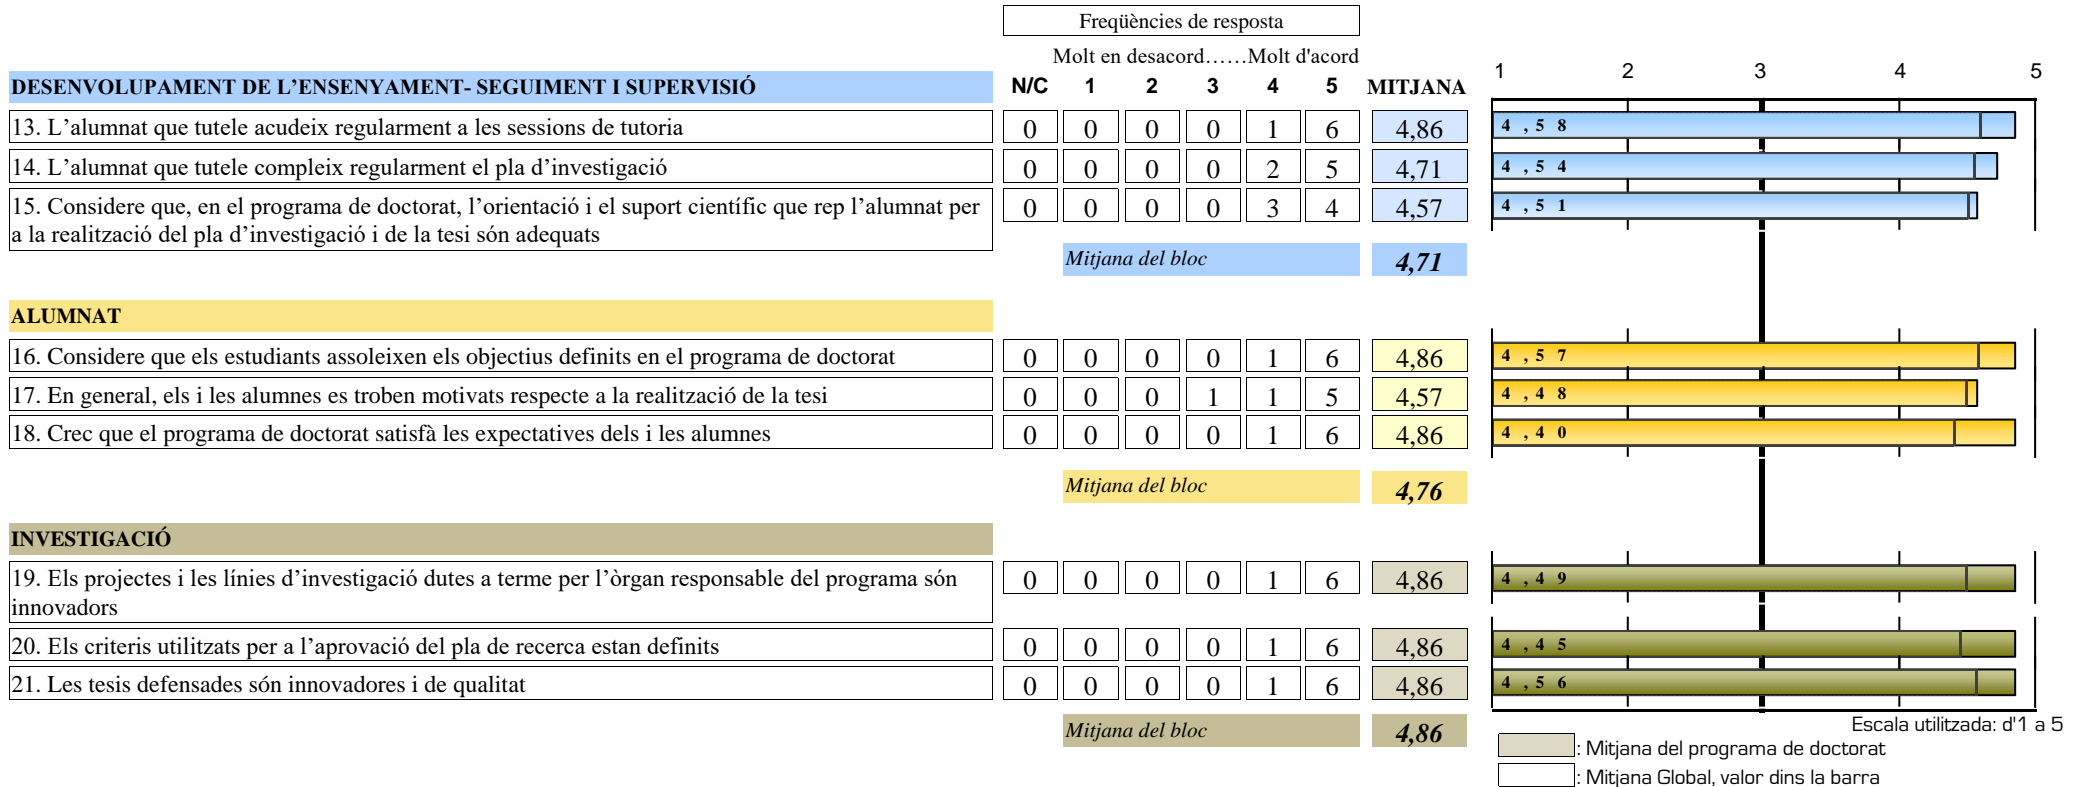 Freqüències de resposta
Molt en desacord……Molt d'acord
DESENVOLUPAMENT DE L’ENSENYAMENT- SEGUIMENT I SUPERVISIÓ N/C 1 2 3 4 5 MITJANA 1 2 3 4 5
13. L’alumnat que tutele acudeix regularment a les sessions de tutoria 0 0 0 0 1 6 4,86 4,58
14. L’alumnat que tutele compleix regularment el pla d’investigació 0 0 0 0 2 5 4,71 4,54
15. Considere que, en el programa de doctorat, l’orientació i el suport científic que rep l’alumnat per 0 0 0 0 3 4 4,57 4,51
a la realització del pla d’investigació i de la tesi són adequats
Mitjana del bloc 4,71
ALUMNAT
16. Considere que els estudiants assoleixen els objectius definits en el programa de doctorat 0 0 0 0 1 6 4,86 4,57
17. En general, els i les alumnes es troben motivats respecte a la realització de la tesi 0 0 0 1 1 5 4,57 4,48
18. Crec que el programa de doctorat satisfà les expectatives dels i les alumnes 0 0 0 0 1 6 4,86 4,40
Mitjana del bloc 4,76
INVESTIGACIÓ
19. Els projectes i les línies d’investigació dutes a terme per l’òrgan responsable del programa són 0 0 0 0 1 6 4,86 4,49
innovadors
20. Els criteris utilitzats per a l’aprovació del pla de recerca estan definits 0 0 0 0 1 6 4,86 4,45
21. Les tesis defensades són innovadores i de qualitat 0 0 0 0 1 6 4,86 4,56
Mitjana del bloc 4,86
Escala utilitzada: d'1 a 5
: Mitjana del programa de doctorat
: Mitjana Global, valor dins la barra